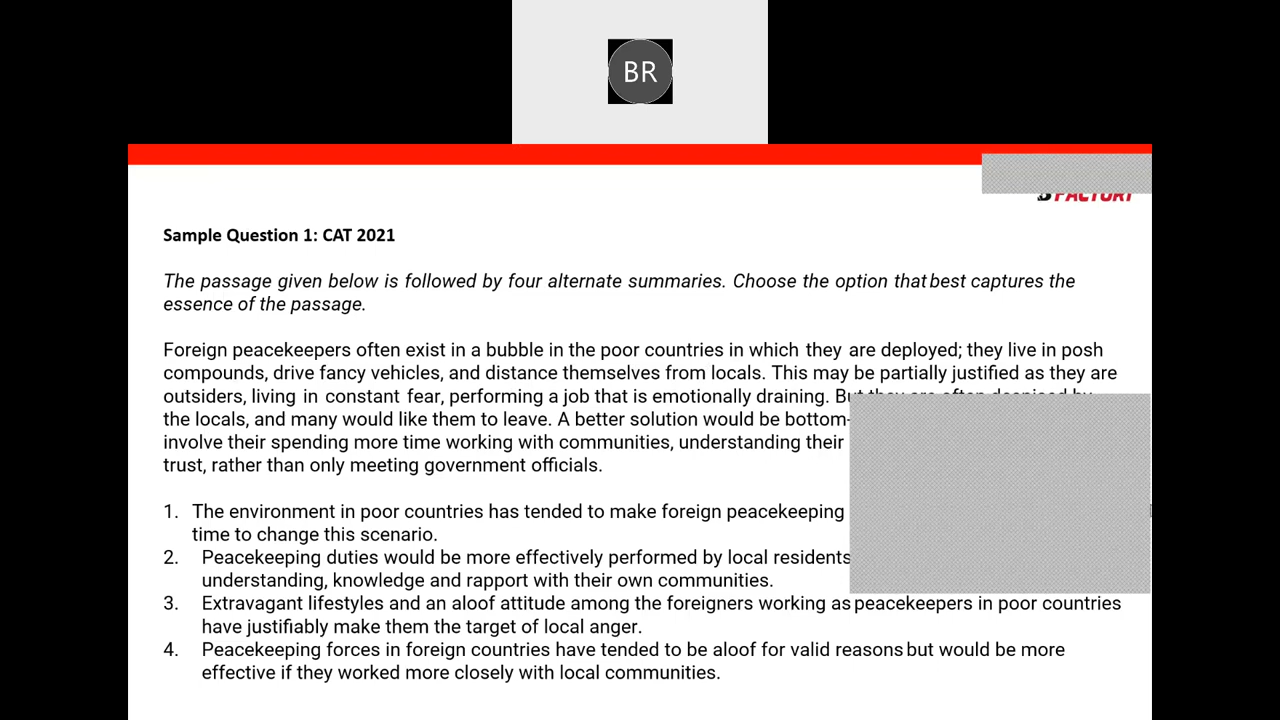 BR
FACTORY
Sample Question 1: CAT 2021
The passage given below is followed by four alternate summaries. Choose the option that best captures the
essence of the passage.
Foreign peacekeepers often exist in a bubble in the poor countries in which they are deployed; they live in posh
compounds, drive fancy vehicles, and distance themselves from locals. This may be partially justified as they are
outsiders, living in constant fear, performing a job that is emotionally draining. But they are often despised by
the locals, and many would like them to leave. A better solution would be bottom-
involve their spending more time working with communities, understanding their
trust, rather than only meeting government officials.
1. The environment in poor countries has tended to make foreign peacekeeping
time to change this scenario.
2. Peacekeeping duties would be more effectively performed by local residents
understanding, knowledge and rapport with their own communities.
3. Extravagant lifestyles and an aloof attitude among the foreigners working as peacekeepers in poor countries
have justifiably make them the target of local anger.
4. Peacekeeping forces in foreign countries have tended to be aloof for valid reasons but would be more
effective if they worked more closely with local communities.